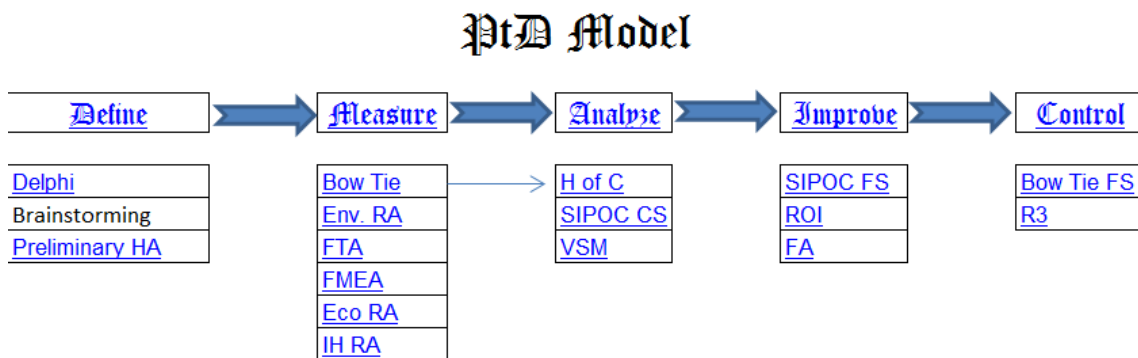 PtD Model
Define
Measure
Analyze
Improve
Control
Delphi
Brainstorming
Preliminary HA
Bow Tie
Env. RA
FTA
FMEA
Eco RA
IH RA
H of C
SIPOC CS
VSM
SIPOC FS
ROI
FA
Bow Tie FS
R3